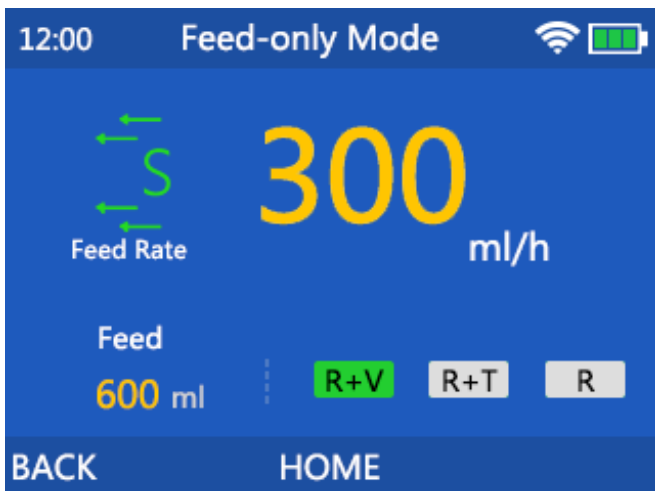 12:00 Feed-only Mode
S
300
ml/h
Feed Rate
Feed
600 ml
R+V R+T R
BACK HOME